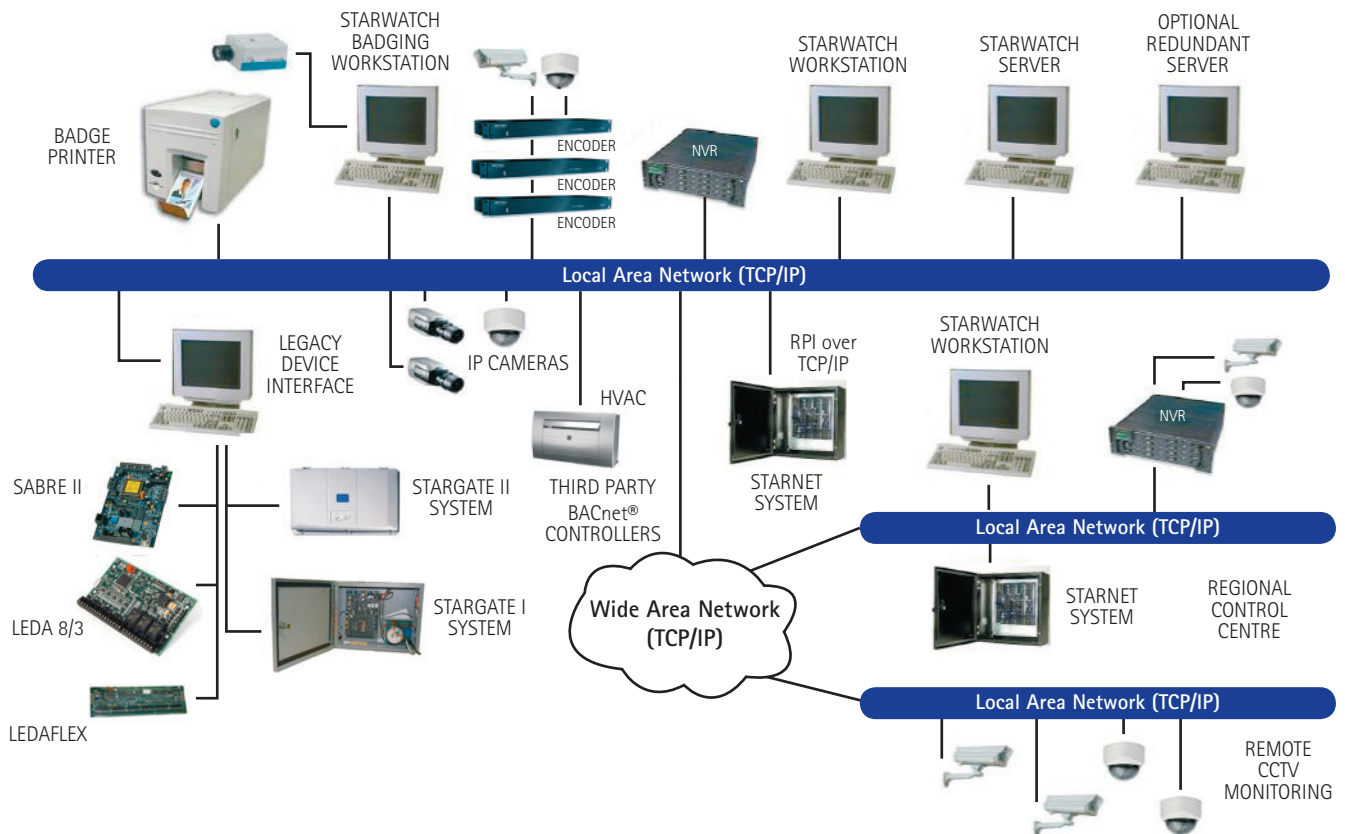 STARWATCH
BADGING
WORKSTATION
STARWATCH
WORKSTATION
STARWATCH
SERVER
OPTIONAL
REDUNDANT
SERVER
BADGE
PRINTER
ENCODER
ENCODER
ENCODER
NVR
Local Area Network (TCP/IP)
LEGACY
DEVICE
INTERFACE
IP CAMERAS
HVAC
THIRD PARTY
BACnet®
CONTROLLERS
RPI over
TCP/IP
STARNET
SYSTEM
STARWATCH
WORKSTATION
NVR
SABRE II
STARGATE II
SYSTEM
LEDA 8/3
STARGATE I
SYSTEM
LEDAFLEX
Wide Area Network
(TCP/IP)
Local Area Network (TCP/IP)
STARNET
SYSTEM
REGIONAL
CONTROL
CENTRE
Local Area Network (TCP/IP)
REMOTE
CCTV
MONITORING